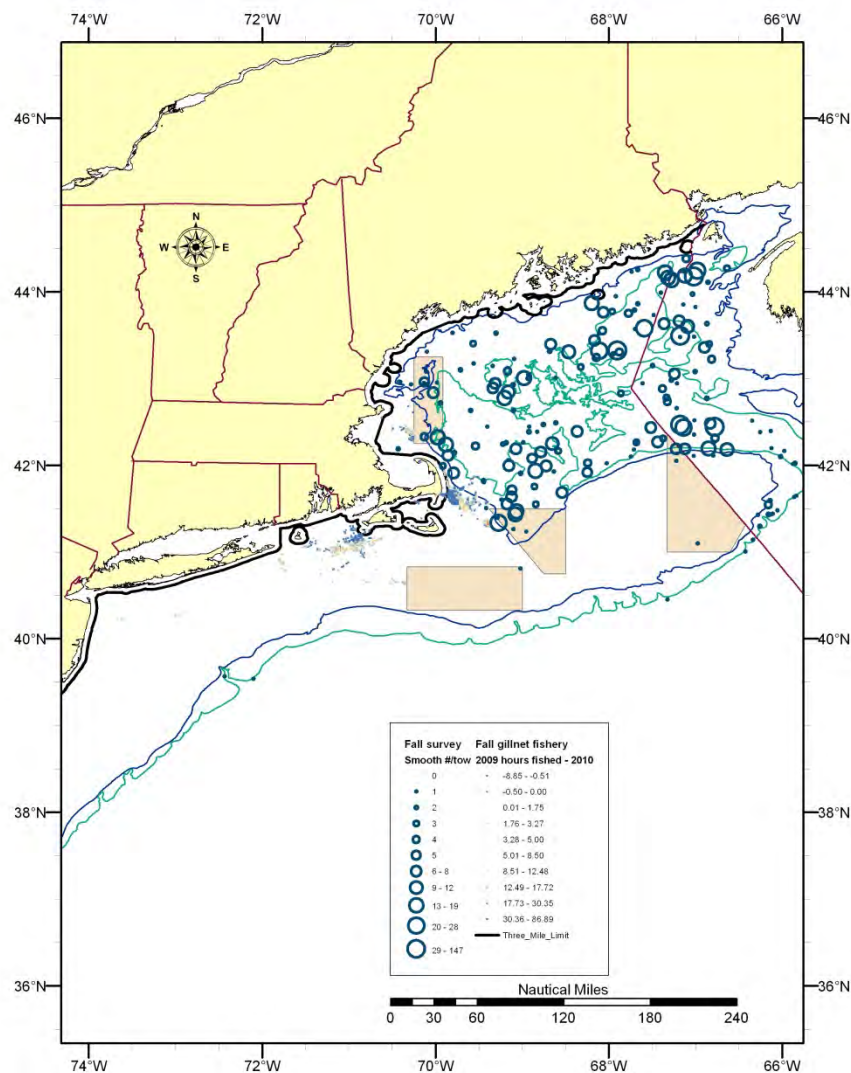 74°W 72°W 70°W 68°W 66°W
46°N 46°N
N
W E
S
44°N 44°N
42°N 42°N
40°N 40°N
38°N 38°N
36°N 36°N
Fall survey Fall gillnet fishery
Smooth #/tow 2009 hours fished - 2010
0 -8.85 - -0.51
1 -0.50 - 0.00
2 0.01 - 1.75
3 1.76 - 3.27
4 3.28 - 5.00
5 5.01 - 8.50
6 - 8 8.51 - 12.48
9 - 12 12.49 - 17.72
13 - 19 17.73 - 30.35
20 - 28 30.36 - 86.89
29 - 147 Three_Mile_Limit
Nautical Miles
0 30 60 120 180 240
74°W 72°W 70°W 68°W 66°W